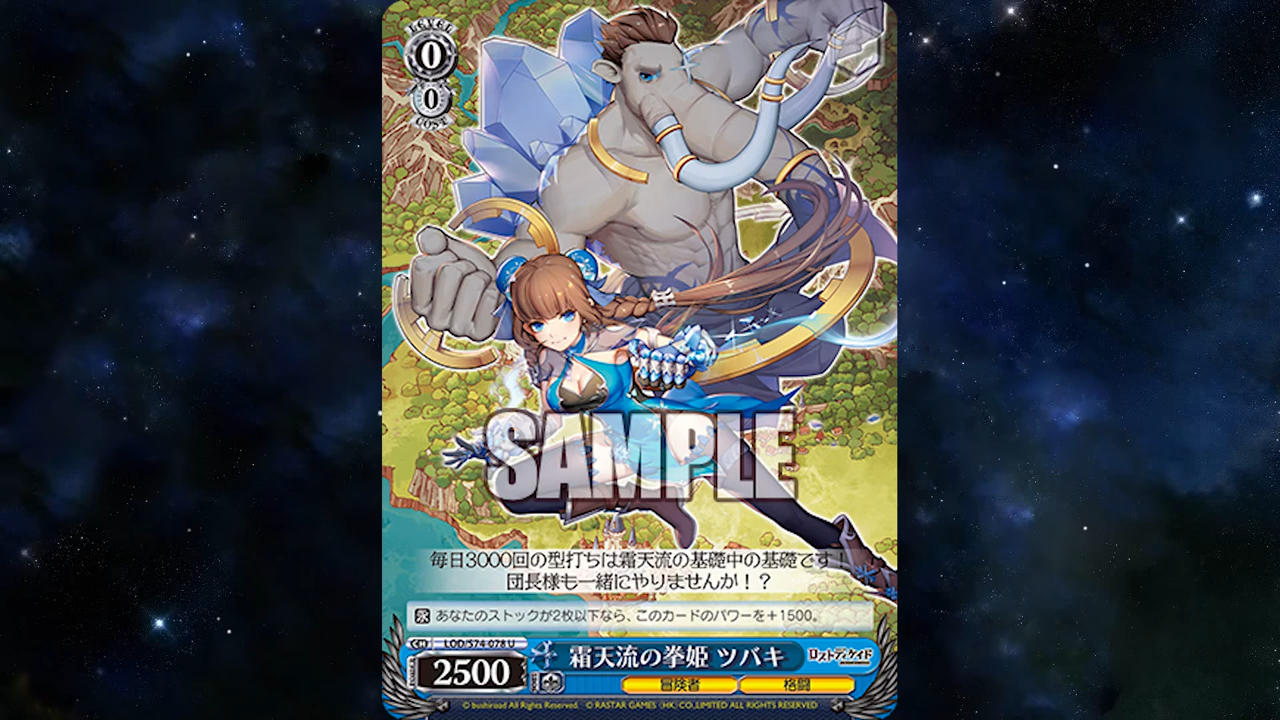 LEVEL
0
0
COST
SAMPLE
毎日3000回の型打ちは霜天流の基礎中の基礎です！
団長様も一緒にやりませんか！？
永 あなたのストックが2枚以下なら、このカードのパワーを＋1500。
CH LOD/S74-078 U
2500
霜天流の拳姫 ツバキ
ロストディケイド
冒険者
格闘
© bushiroad All Rights Reserved. © RASTAR GAMES (HK) CO.,LIMITED ALL RIGHTS RESERVED